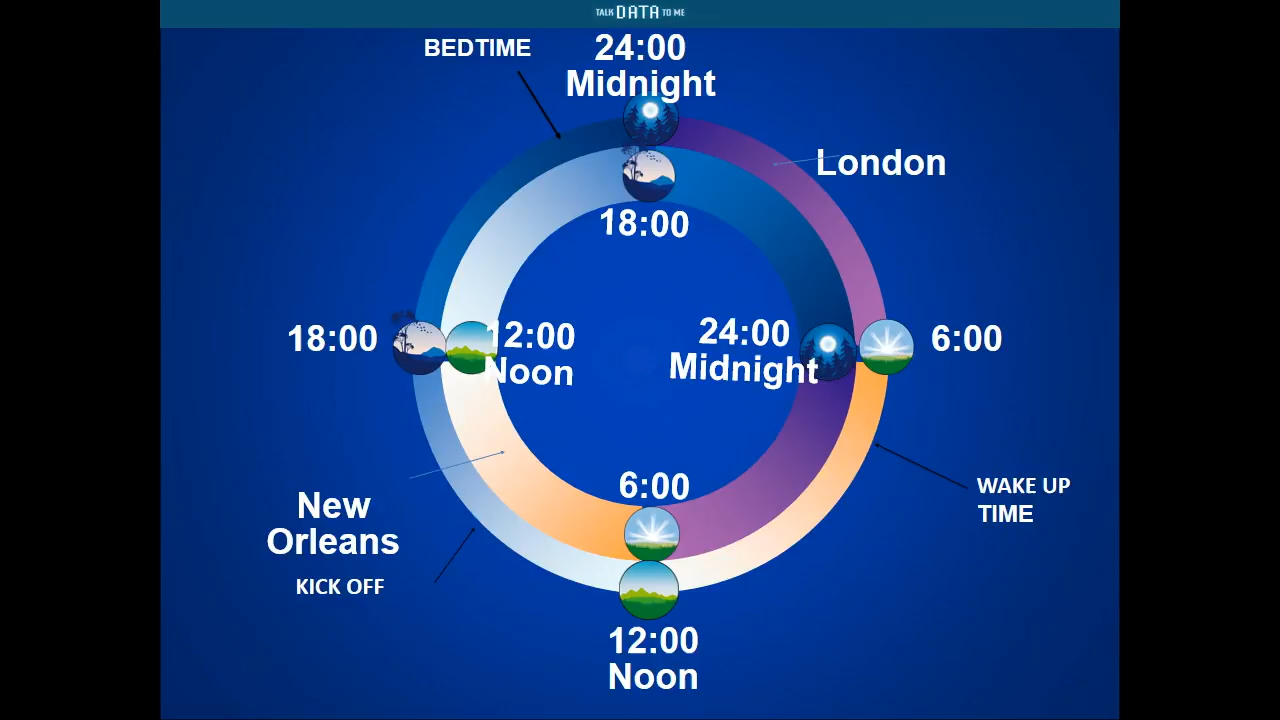 TALK DATA TO ME
BEDTIME
24:00
Midnight
London
18:00
18:00
12:00
Noon
24:00
Midnight
6:00
6:00
WAKE UP
TIME
New
Orleans
KICK OFF
12:00
Noon